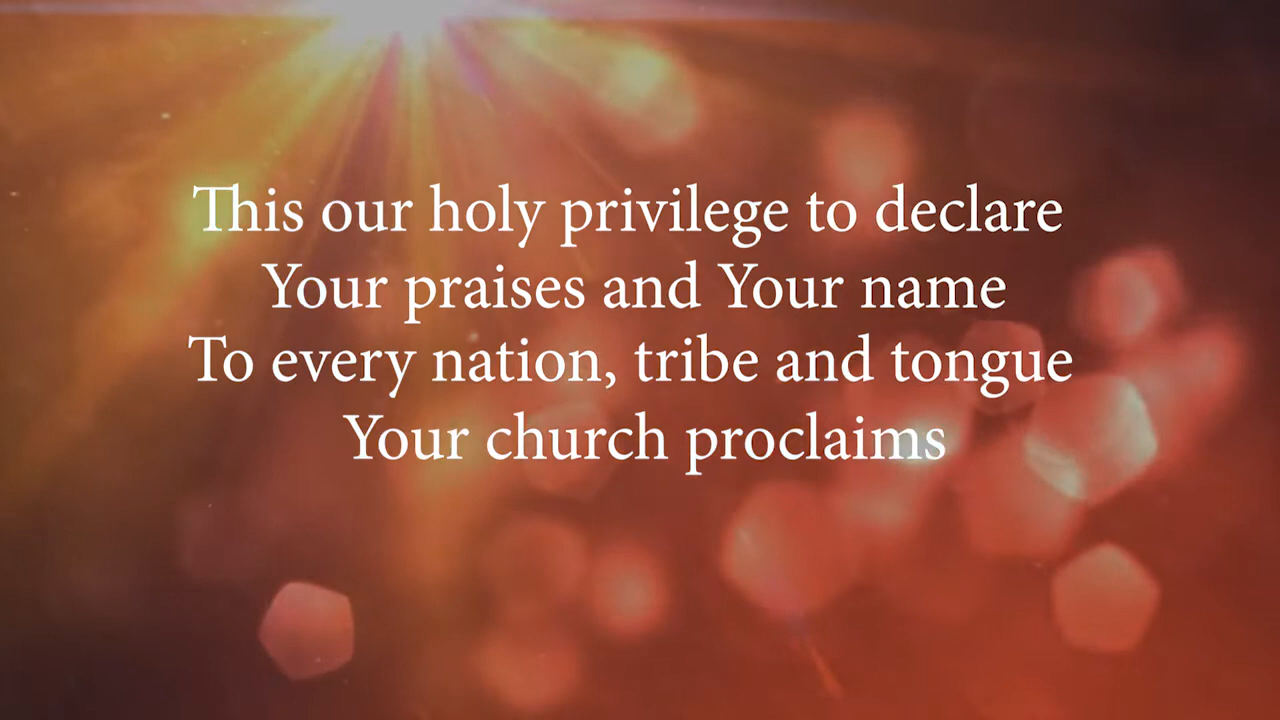 This our holy privilege to declare
Your praises and Your name
To every nation, tribe and tongue
Your church proclaims